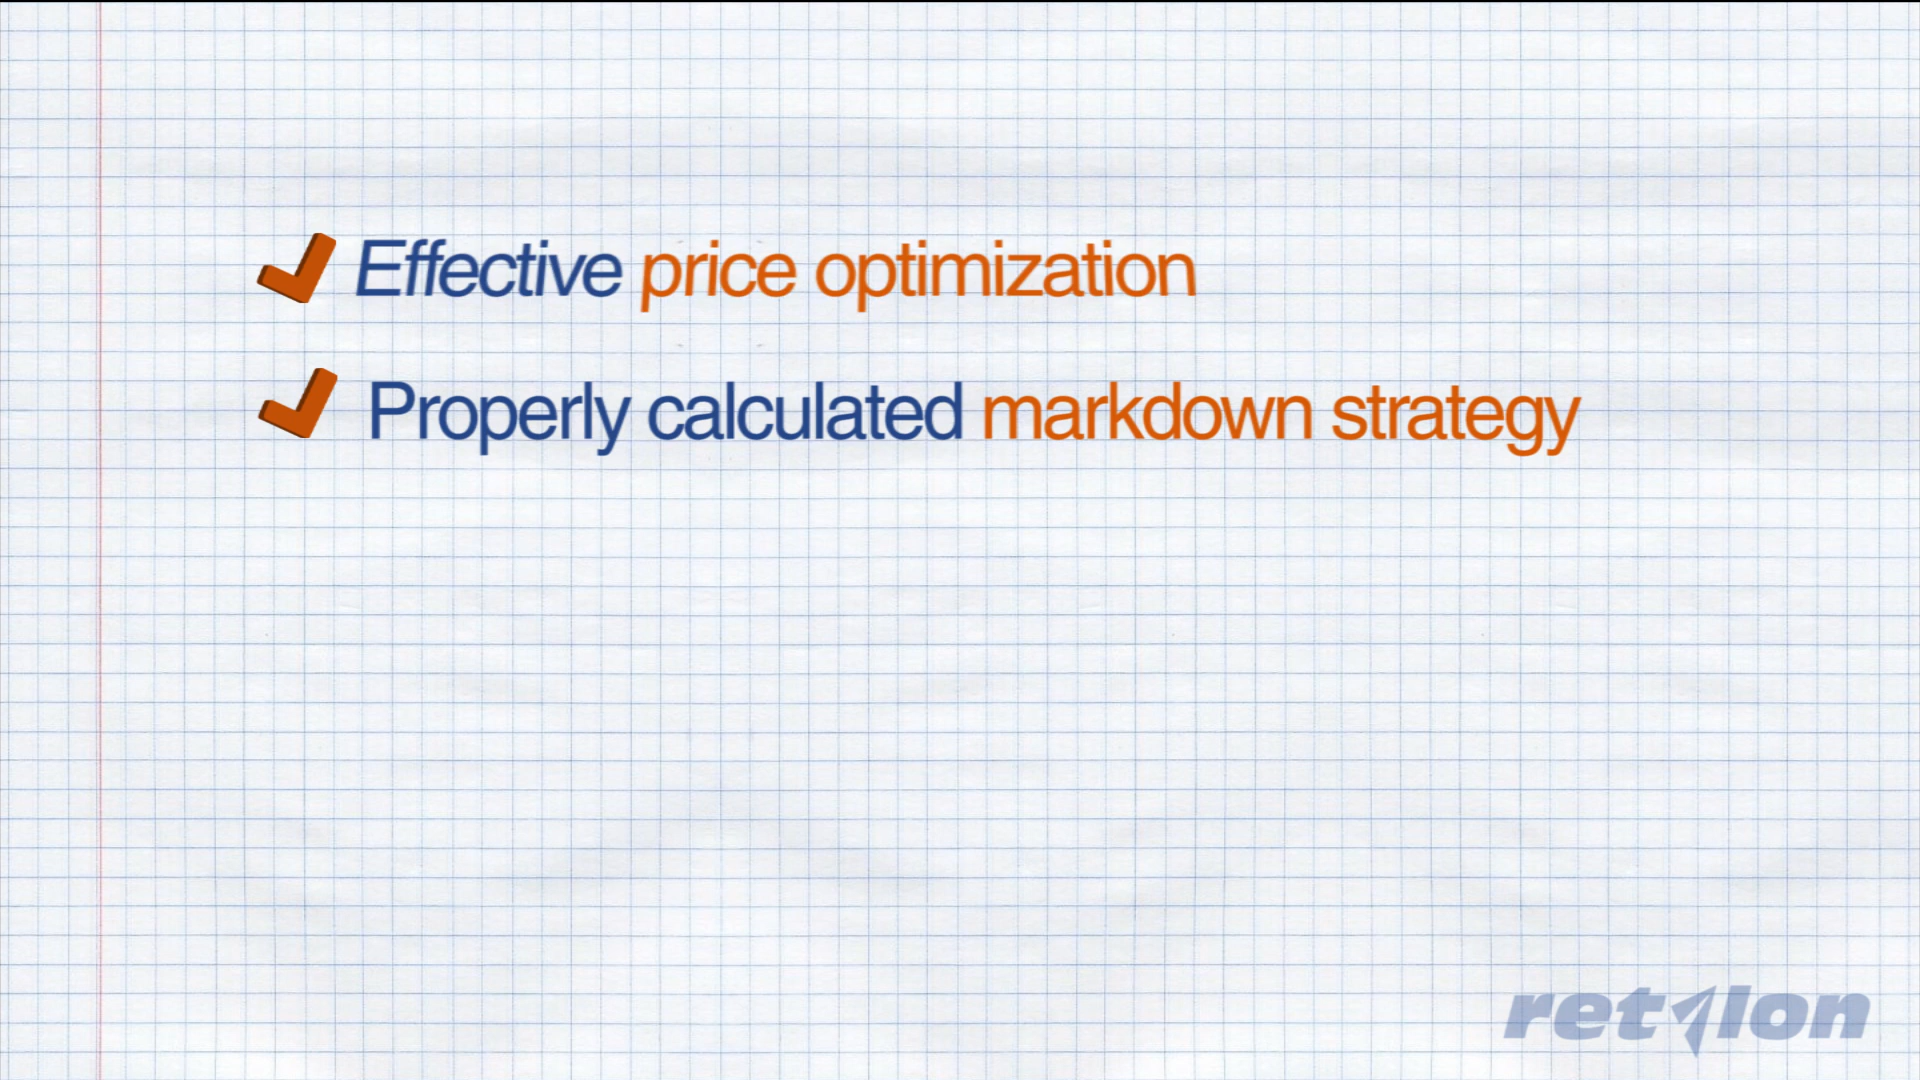 Effective price optimization
Properly calculated markdown strategy
retalon